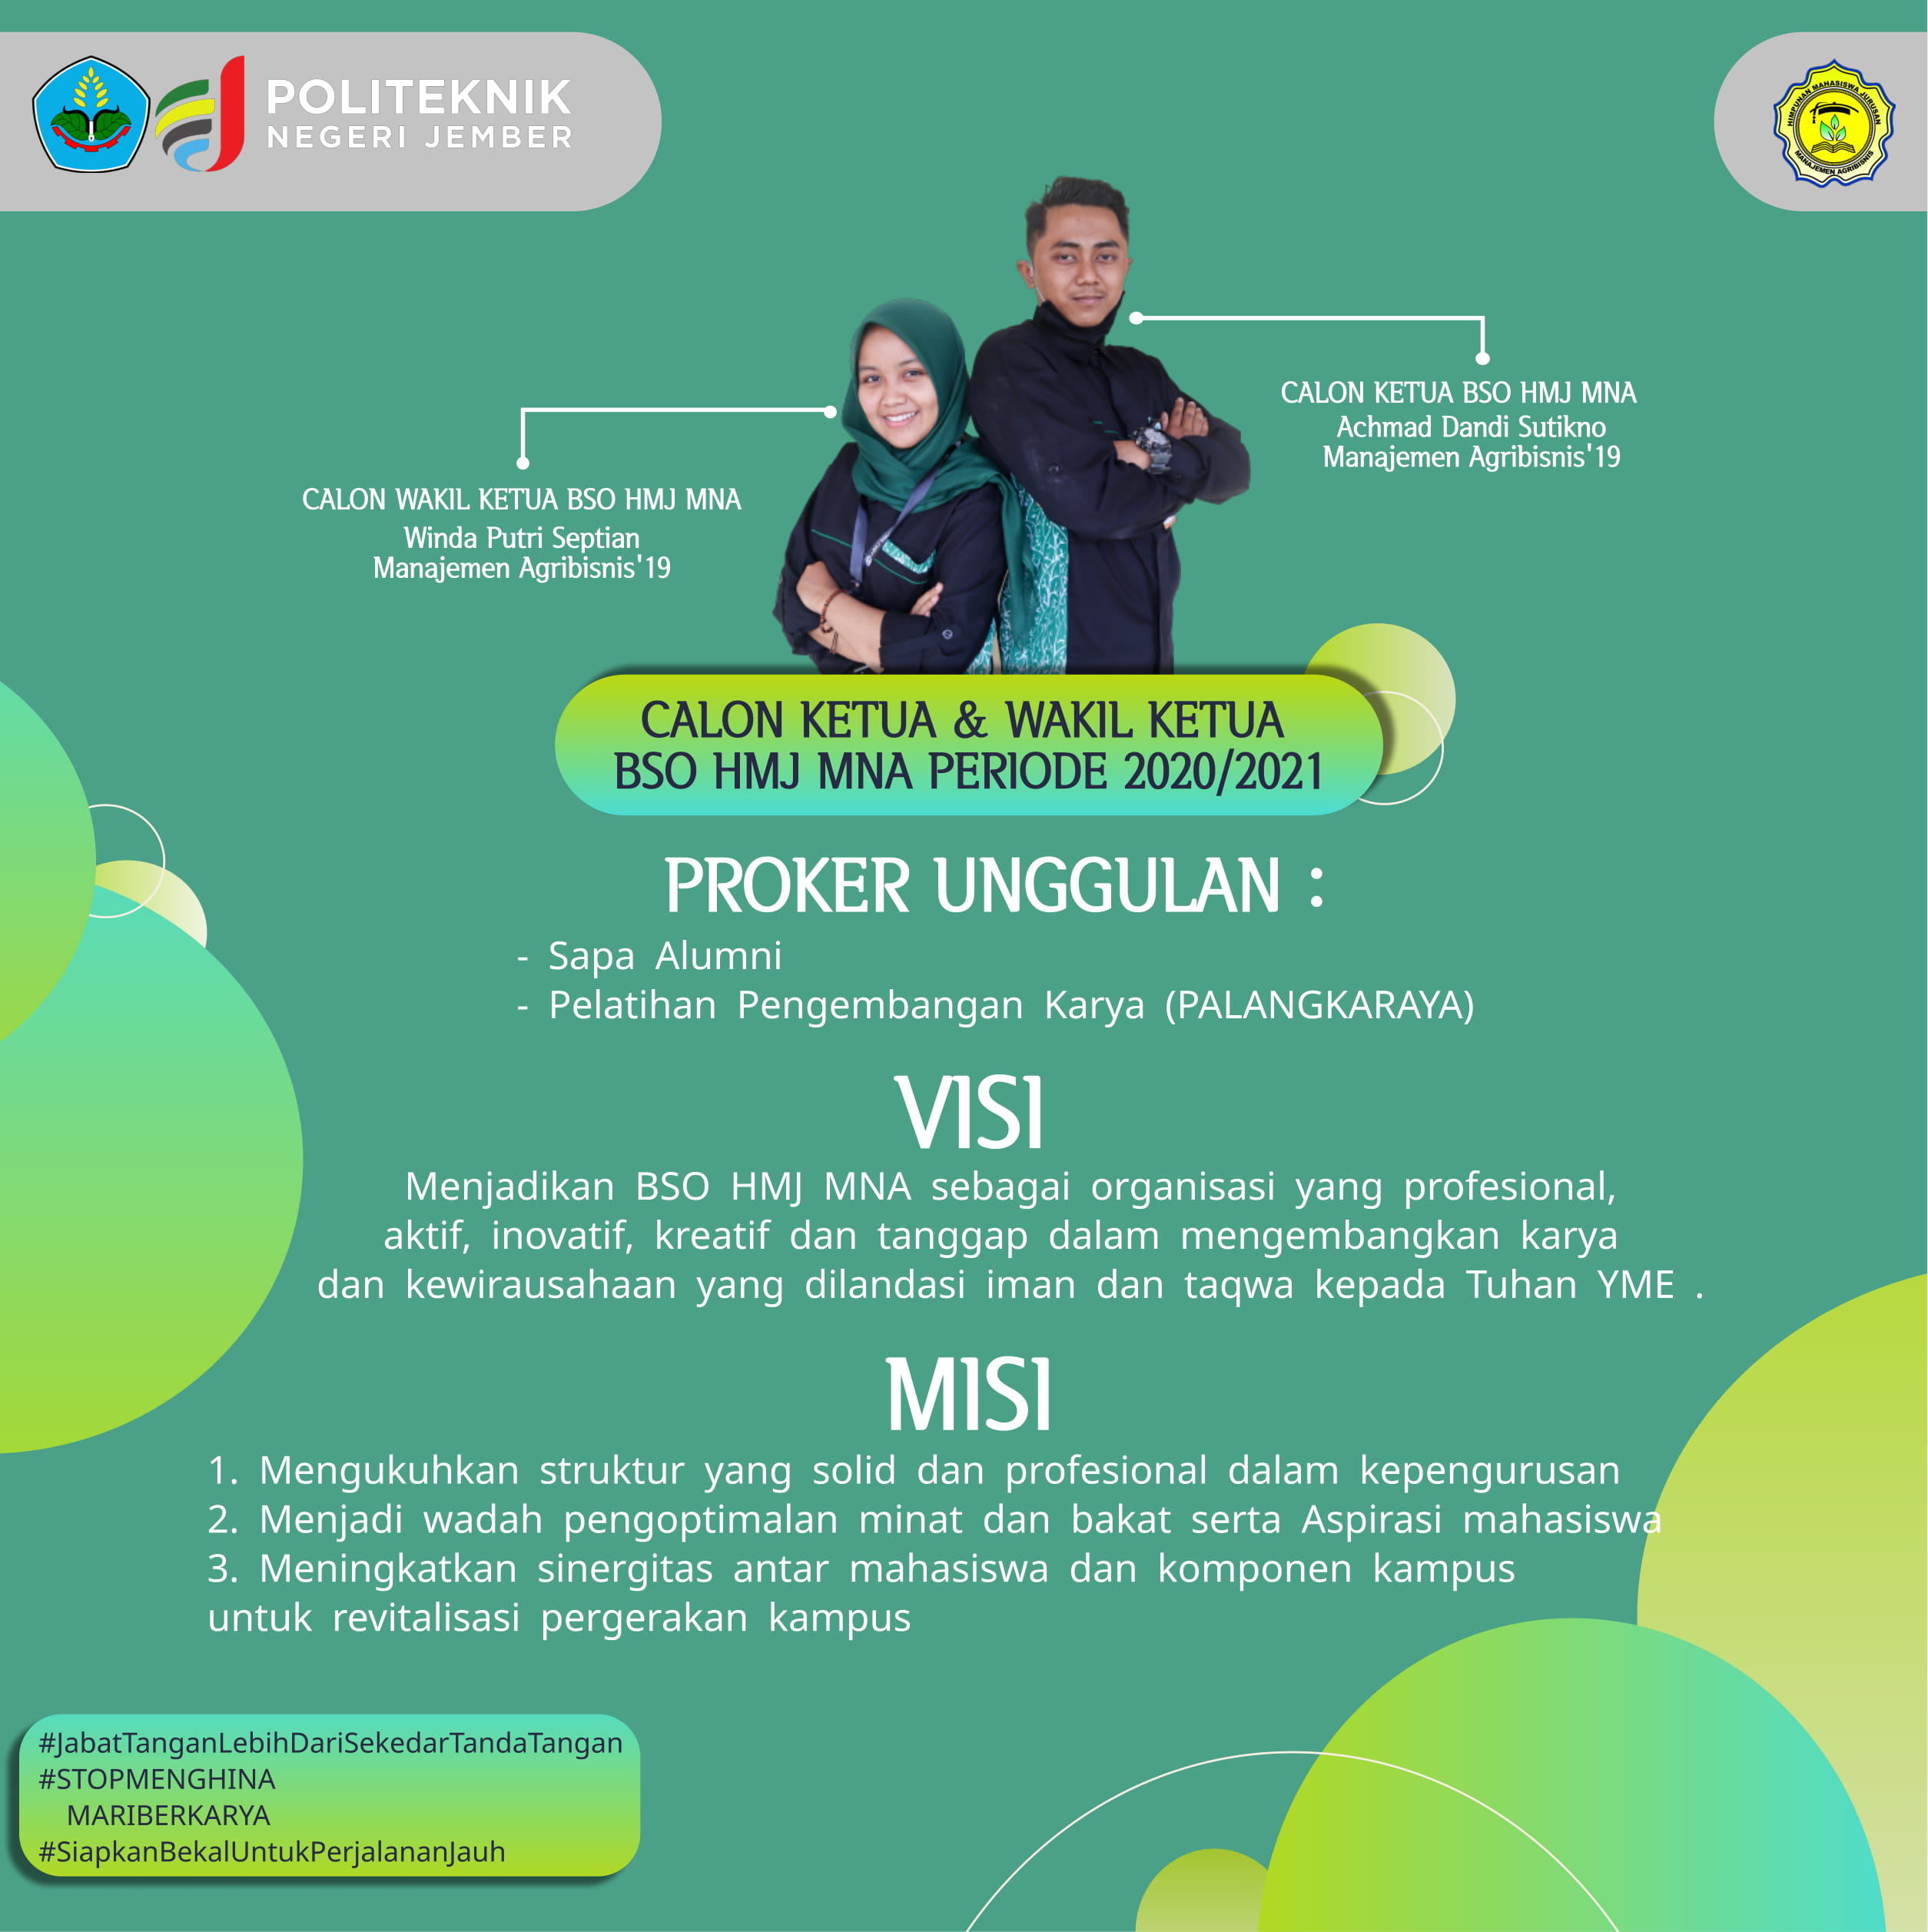 POLITEKNIK
NEGERI JEMBER
HIMPUNAN MAHASISWA JURUSAN
MANAJEMEN AGRIBISNIS
CALON KETUA BSO HMJ MNA
Achmad Dandi Sutikno
Manajemen Agribisnis'19
CALON WAKIL KETUA BSO HMJ MNA
Winda Putri Septian
Manajemen Agribisnis'19
CALON KETUA & WAKIL KETUA
BSO HMJ MNA PERIODE 2020/2021
PROKER UNGGULAN :
- Sapa Alumni
- Pelatihan Pengembangan Karya (PALANGKARAYA)
VISI
Menjadikan BSO HMJ MNA sebagai organisasi yang profesional,
aktif, inovatif, kreatif dan tanggap dalam mengembangkan karya
dan kewirausahaan yang dilandasi iman dan taqwa kepada Tuhan YME .
MISI
1. Mengukuhkan struktur yang solid dan profesional dalam kepengurusan
2. Menjadi wadah pengoptimalan minat dan bakat serta Aspirasi mahasiswa
3. Meningkatkan sinergitas antar mahasiswa dan komponen kampus
untuk revitalisasi pergerakan kampus
#JabatTanganLebihDariSekedarTandaTangan
#STOPMENGHINA
MARIBERKARYA
#SiapkanBekalUntukPerjalananJauh